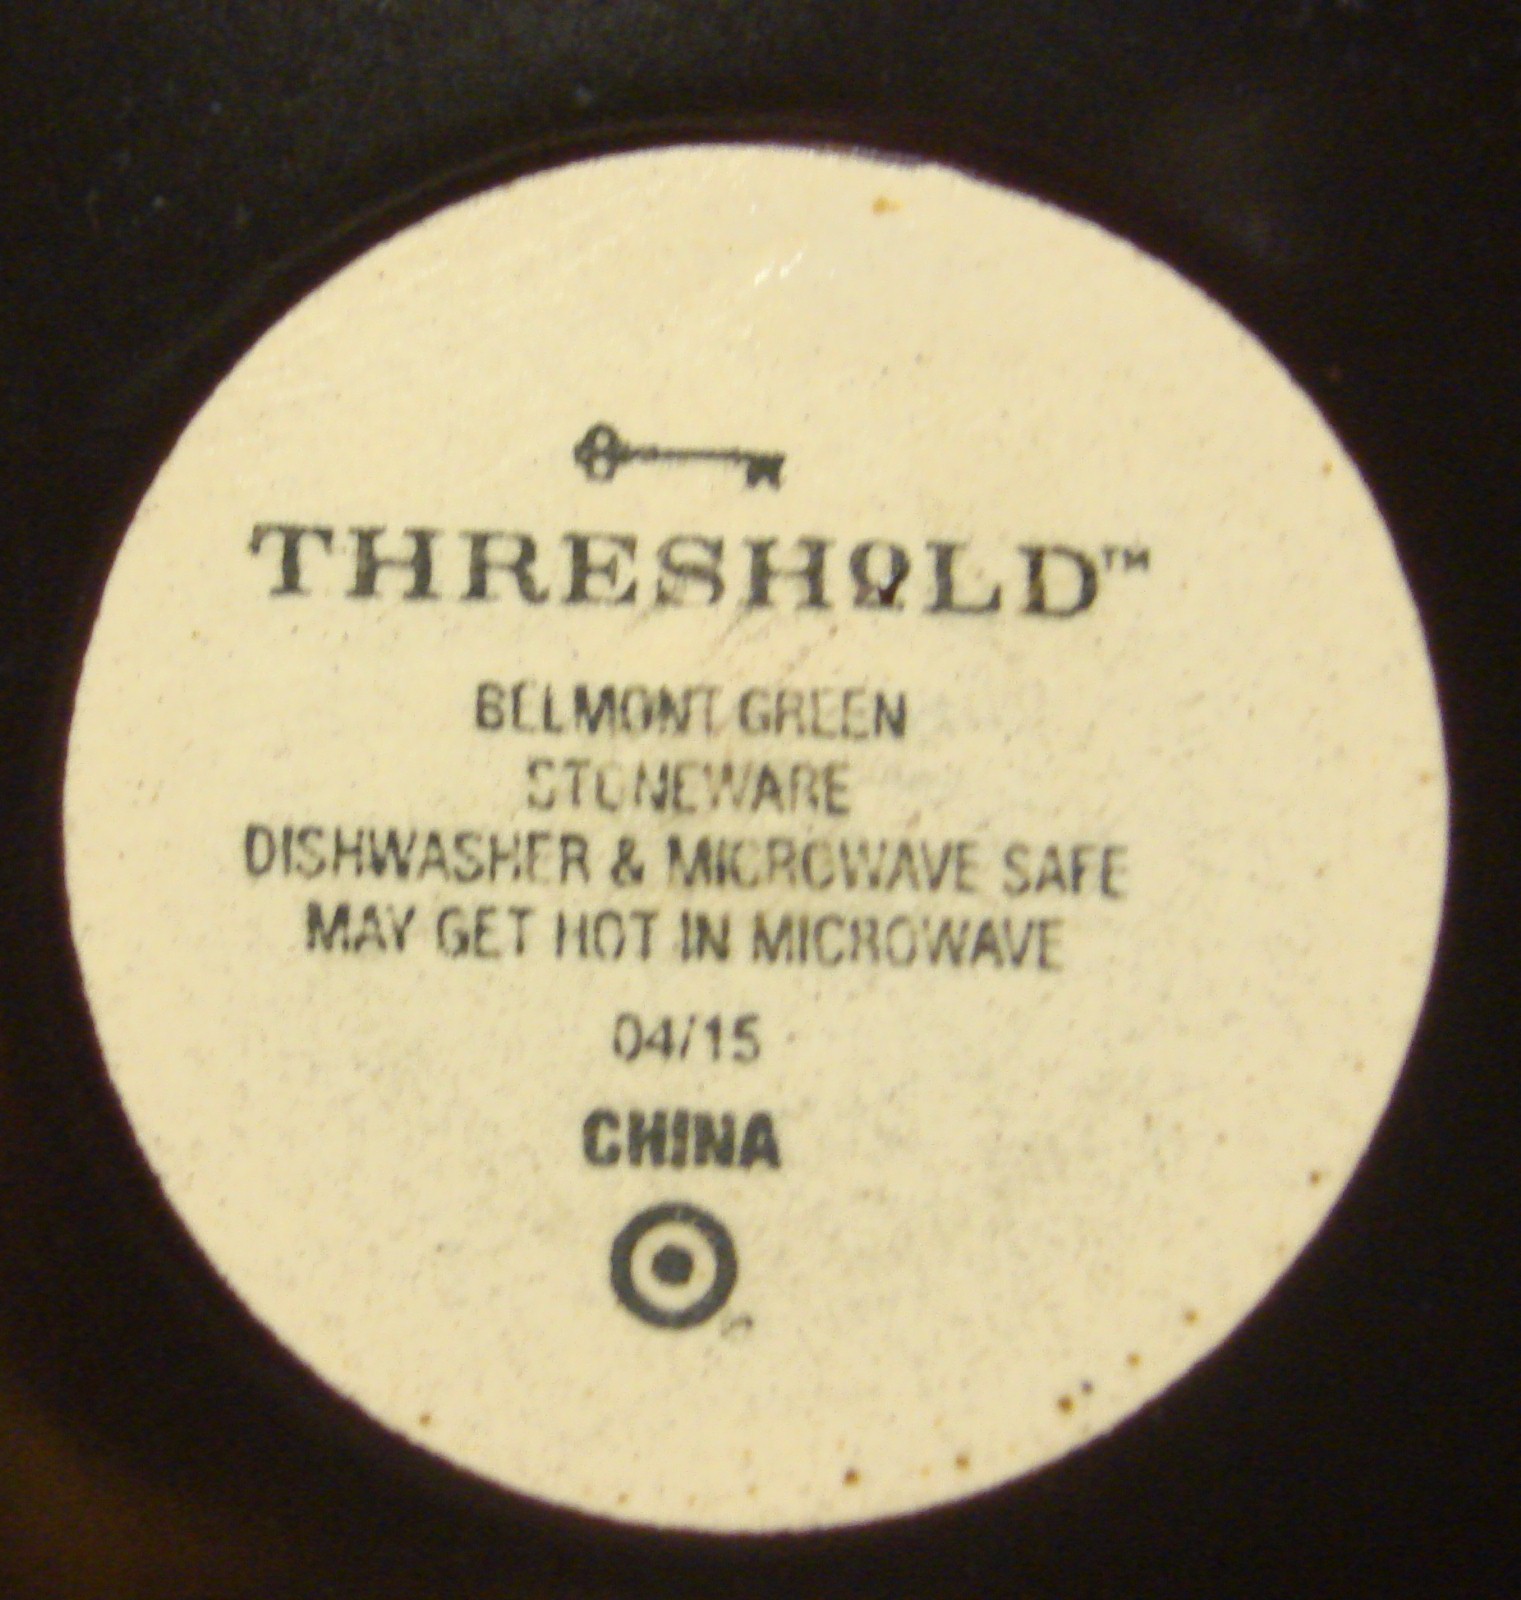 THRESHOLD™
BELMONT GREEN
STONEWARE
DISHWASHER & MICROWAVE SAFE
MAY GET HOT IN MICROWAVE
04/15
CHINA